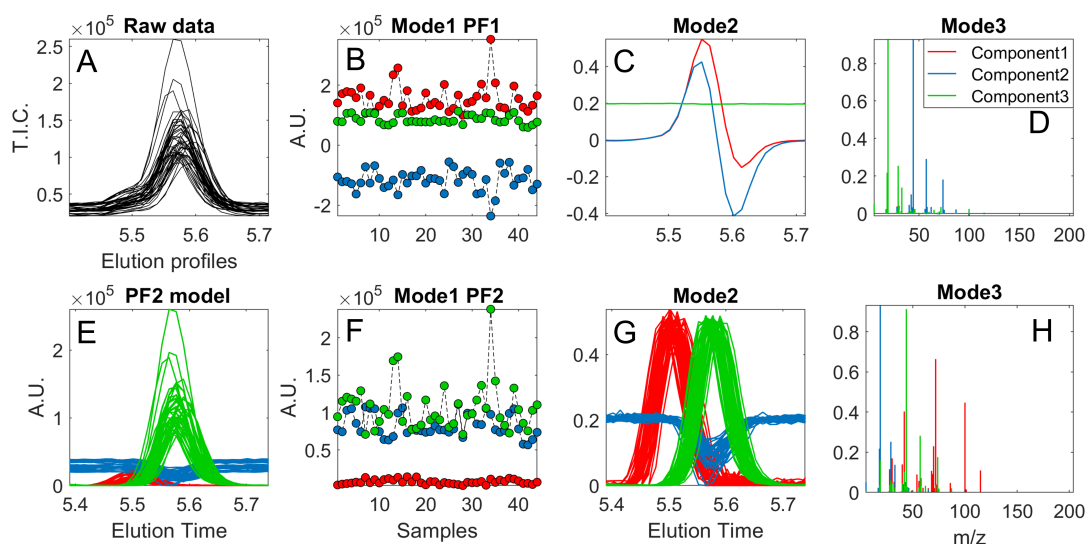 Raw data
Mode1 PF1
Mode2
Mode3
×10⁵
×10⁵
A
B
C
D
Component1
Component2
Component3
T.I.C.
2.5
2
1.5
1
0.5
5.5
5.6
5.7
Elution profiles
A.U.
2
0
-2
10
20
30
40
0.4
0.2
0
-0.2
-0.4
5.5
5.6
5.7
0.8
0.6
0.4
0.2
0
50
100
150
200
PF2 model
Mode1 PF2
Mode2
Mode3
×10⁵
×10⁵
E
F
G
H
A.U.
2
1
0
5.4
5.5
5.6
5.7
Elution Time
A.U.
2
1.5
1
0.5
10
20
30
40
Samples
0.4
0.2
0
5.4
5.5
5.6
5.7
Elution Time
0.8
0.6
0.4
0.2
0
50
100
150
200
m/z